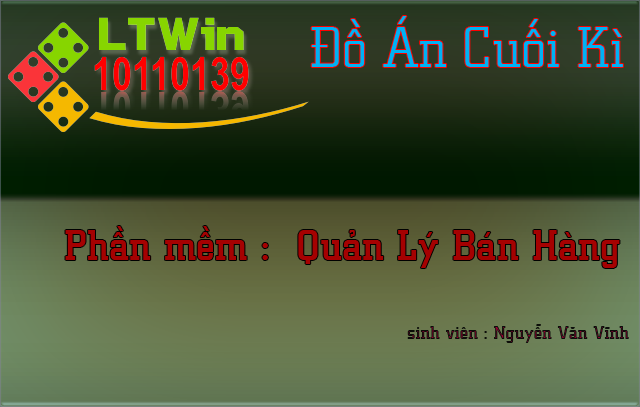 LTWin
10110139
Đồ Án Cuối Kì
Phần mềm : Quản Lý Bán Hàng
sinh viên : Nguyễn Văn Vĩnh